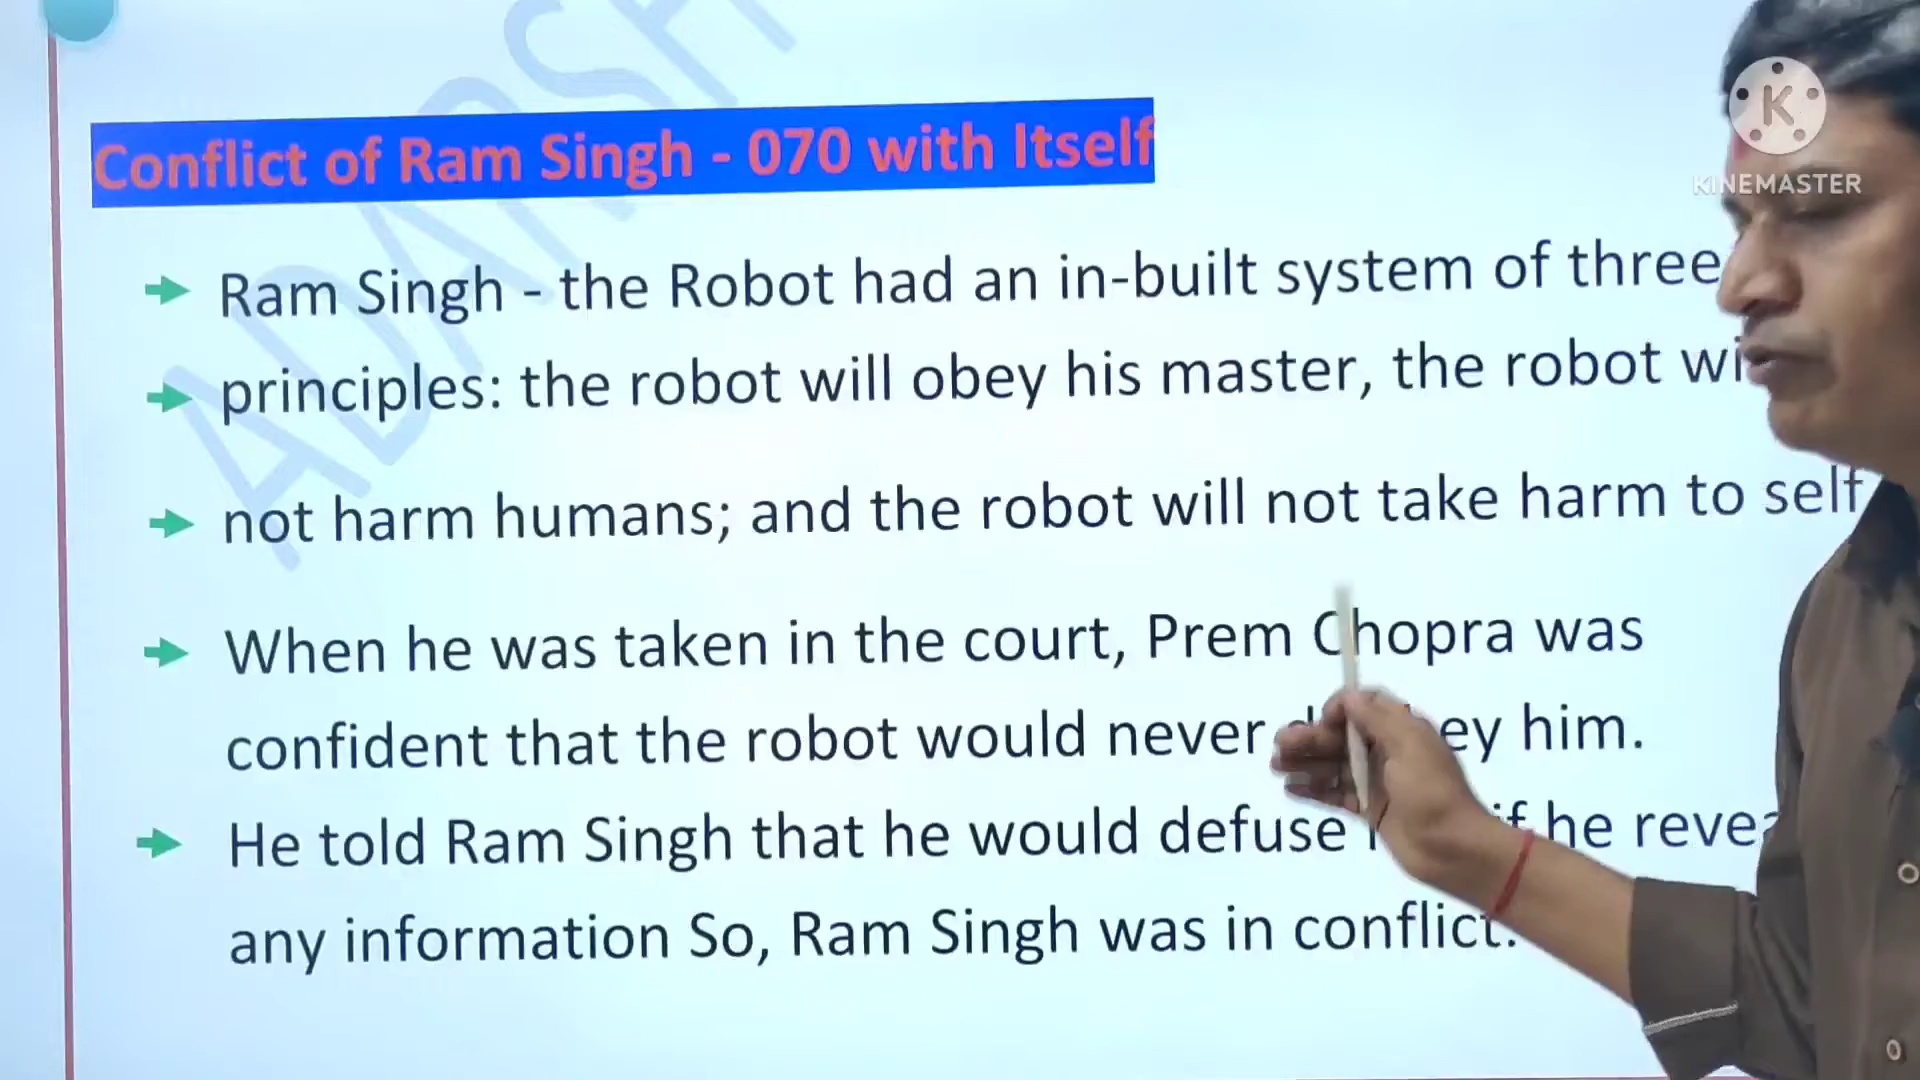 Conflict of Ram Singh - 070 with Itself
K
KINEMASTER
Ram Singh - the Robot had an in-built system of three
principles: the robot will obey his master, the robot
not harm humans; and the robot will not take harm to self
When he was taken in the court, Prem Chopra was
confident that the robot would never him.
He told Ram Singh that he would defuse if he
any information So, Ram Singh was in conflict.
ADARSH